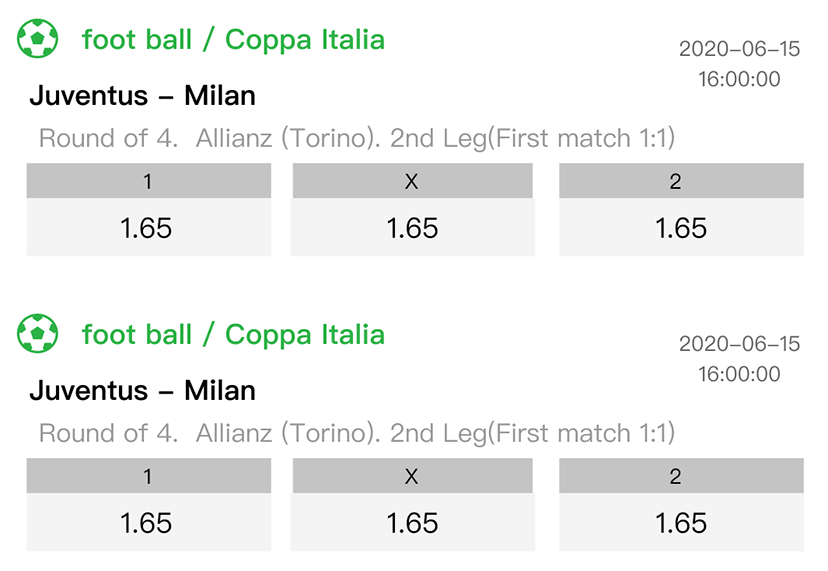 foot ball / Coppa Italia
2020-06-15
16:00:00
Juventus – Milan
Round of 4.  Allianz (Torino). 2nd Leg(First match 1:1)
1 X 2
1.65 1.65 1.65
foot ball / Coppa Italia
2020-06-15
16:00:00
Juventus – Milan
Round of 4.  Allianz (Torino). 2nd Leg(First match 1:1)
1 X 2
1.65 1.65 1.65